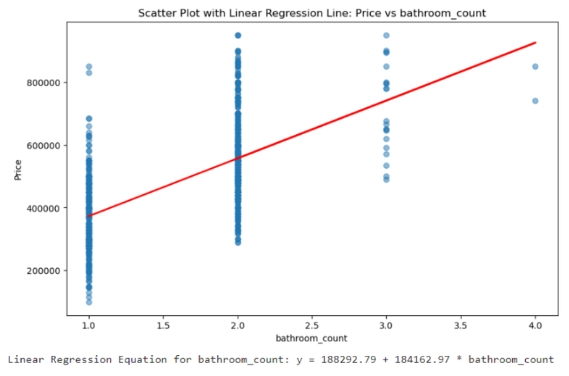 Scatter Plot with Linear Regression Line: Price vs bathroom_count
800000
600000
400000
200000
Price
1.0 1.5 2.0 2.5 3.0 3.5 4.0
bathroom_count
Linear Regression Equation for bathroom_count: y = 188292.79 + 184162.97 * bathroom_count